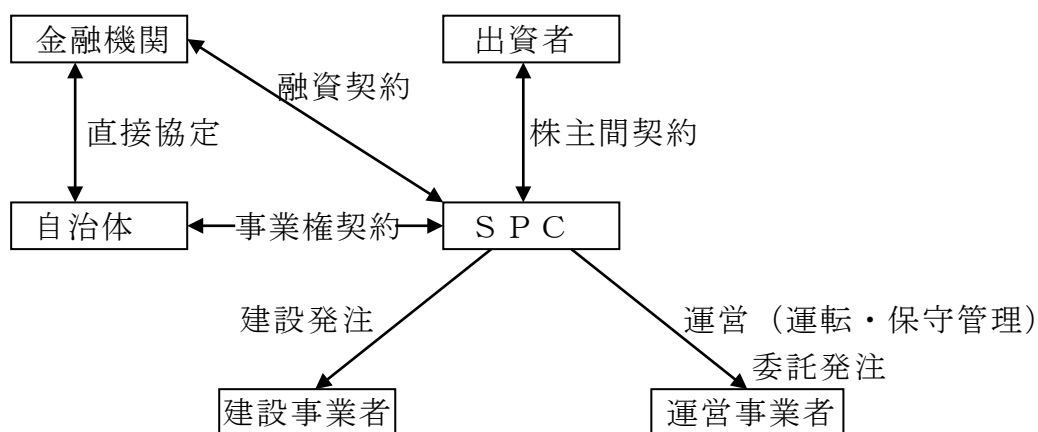 金融機関
出資者
融資契約
直接協定
株主間契約
自治体
事業権契約
ＳＰＣ
建設発注
運営（運転・保守管理）
委託発注
建設事業者
運営事業者